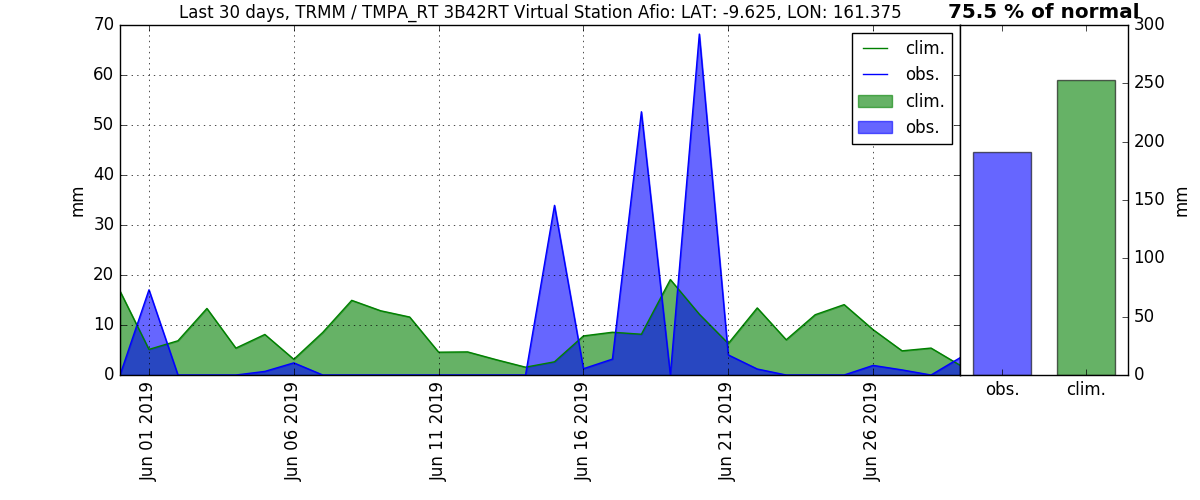 Last 30 days, TRMM / TMPA_RT 3B42RT Virtual Station Afio: LAT: -9.625, LON: 161.375
75.5 % of normal
70
60
50
40
30
20
10
0
mm
clim.
obs.
clim.
obs.
Jun 01 2019
Jun 06 2019
Jun 11 2019
Jun 16 2019
Jun 21 2019
Jun 26 2019
300
250
200
150
100
50
0
mm
obs.
clim.